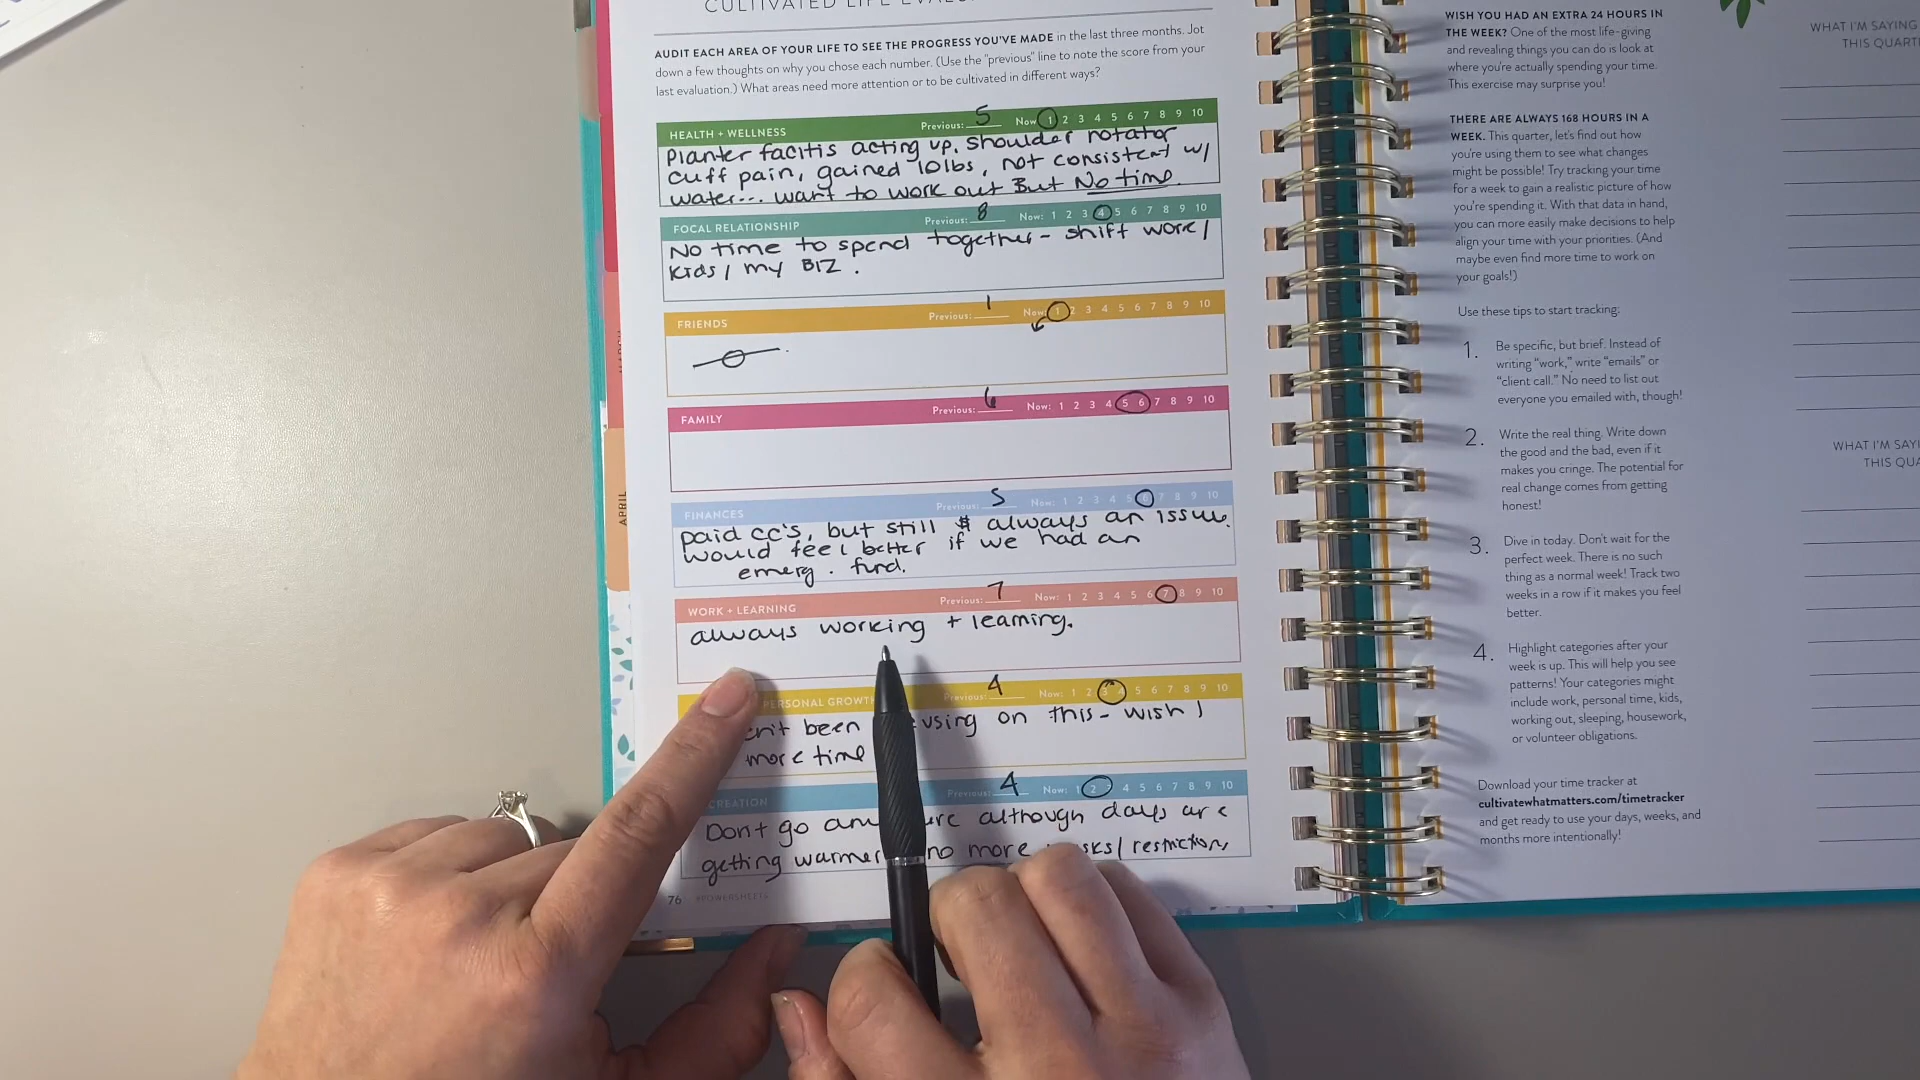 CULTIVATED LIFE
AUDIT EACH AREA OF YOUR LIFE TO SEE THE PROGRESS YOU'VE MADE in the last three months. Jot
down a few thoughts on why you chose each number. (Use the "previous" line to note the score from your
last evaluation.) What areas need more attention or to be cultivated in different ways?
HEALTH + WELLNESS Previous: 5 Now: 1 2 3 4 5 6 7 8 9 10
Planter facitis acting up, shoulder rotator
cuff pain, gained 10lbs, not consistent w/
water... want to work out But No time.
FOCAL RELATIONSHIP Previous: 8 Now: 1 2 3 4 5 6 7 8 9 10
No time to spend together - shift work/
kids/ my BIZ.
FRIENDS Previous: 1 Now: 1 2 3 4 5 6 7 8 9 10
FAMILY Previous: 6 Now: 1 2 3 4 5 6 7 8 9 10
FINANCES Previous: 5 Now: 1 2 3 4 5 6 7 8 9 10
paid cc's, but still $ always an issue.
would feel better if we had an
emerg. fund.
WORK + LEARNING Previous: 7 Now: 1 2 3 4 5 6 7 8 9 10
always working + learning.
PERSONAL GROWTH Previous: 4 Now: 1 2 3 4 5 6 7 8 9 10
been on this - wish I
more time
CREATION Previous: 4 Now: 1 2 4 5 6 7 8 9 10
Don't go although days are
getting warmer no more restrictions
76 #POWERSHEETS
APRIL
WISH YOU HAD AN EXTRA 24 HOURS IN
THE WEEK? One of the most life-giving
and revealing things you can do is look at
where you're actually spending your time.
This exercise may surprise you!
THERE ARE ALWAYS 168 HOURS IN A
WEEK. This quarter, let's find out how
you're using them to see what changes
might be possible! Try tracking your time
for a week to gain a realistic picture of how
you're spending it. With that data in hand,
you can more easily make decisions to help
align your time with your priorities. (And
maybe even find more time to work on
your goals!)
Use these tips to start tracking:
1. Be specific, but brief. Instead of
writing "work," write "emails" or
"client call." No need to list out
everyone you emailed with, though!
2. Write the real thing. Write down
the good and the bad, even if it
makes you cringe. The potential for
real change comes from getting
honest!
3. Dive in today. Don't wait for the
perfect week. There is no such
thing as a normal week! Track two
weeks in a row if it makes you feel
better.
4. Highlight categories after your
week is up. This will help you see
patterns! Your categories might
include work, personal time, kids,
working out, sleeping, housework,
or volunteer obligations.
Download your time tracker at
cultivatewhatmatters.com/timetracker
and get ready to use your days, weeks, and
months more intentionally!
WHAT I'M SAYING
THIS
WHAT I'M
THIS